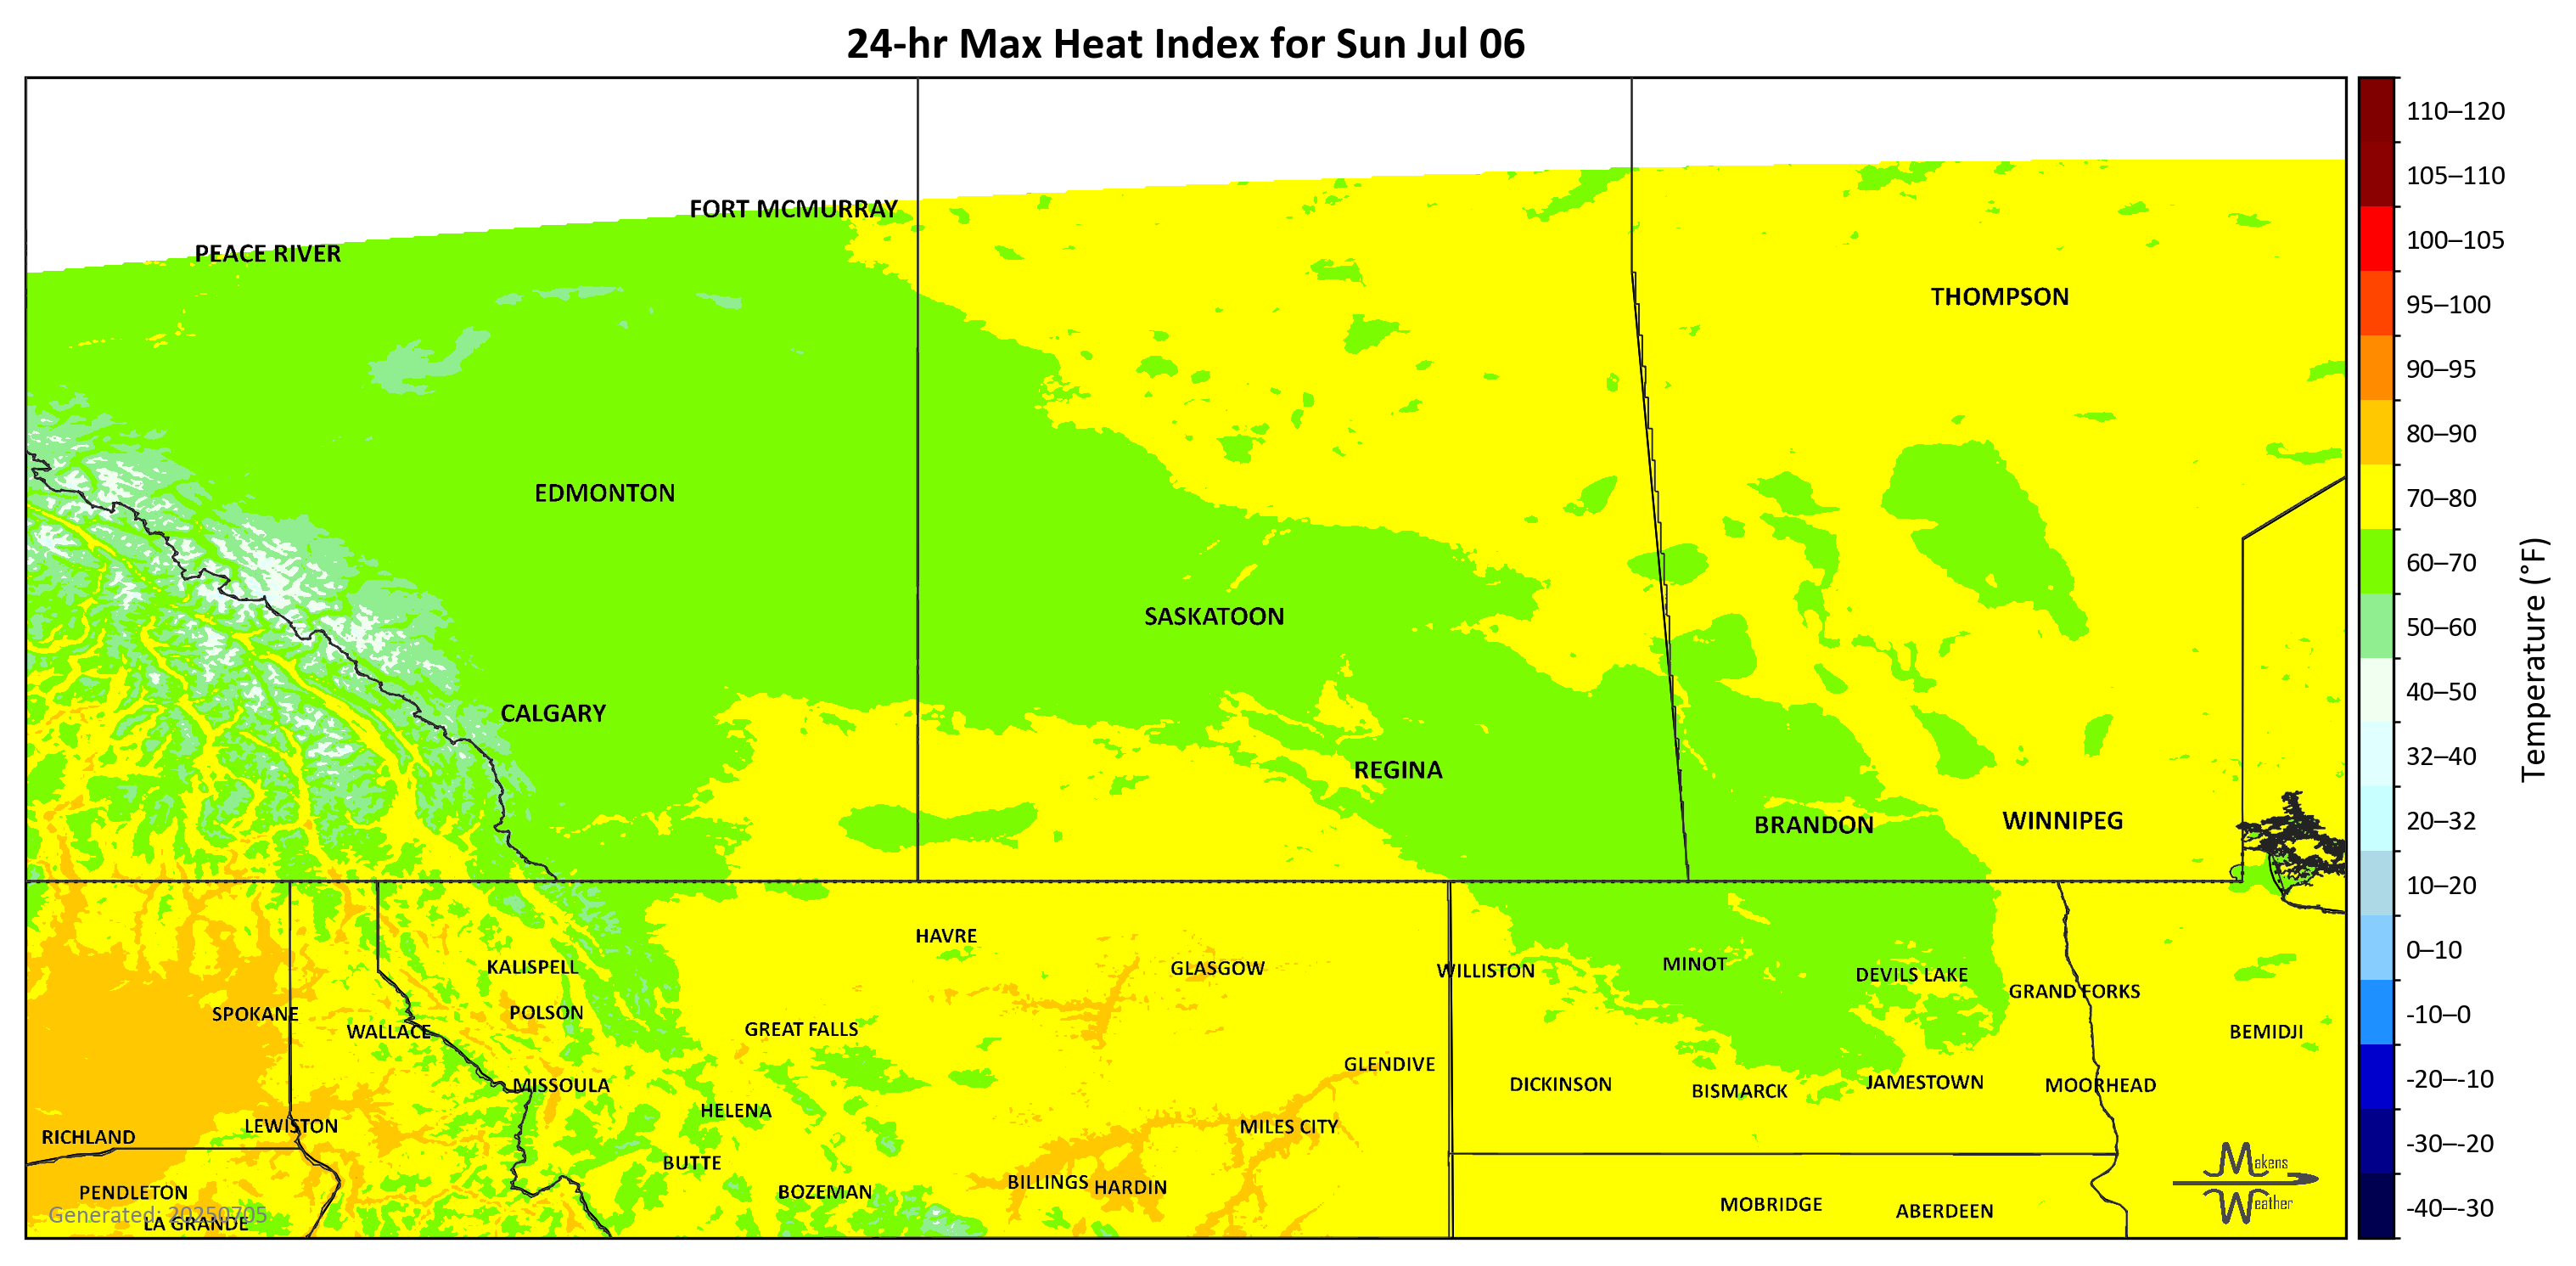 24-hr Max Heat Index for Sun Jul 06
110–120
105–110
100–105
95–100
90–95
80–90
70–80
60–70
50–60
40–50
32–40
20–32
10–20
0–10
-10–0
-20–-10
-30–-20
-40–-30
Temperature (°F)
FORT MCMURRAY
PEACE RIVER
THOMPSON
EDMONTON
SASKATOON
CALGARY
REGINA
BRANDON
WINNIPEG
HAVRE
KALISPELL
GLASGOW
WILLISTON
MINOT
DEVILS LAKE
GRAND FORKS
SPOKANE
POLSON
WALLACE
GREAT FALLS
BEMIDJI
GLENDIVE
MISSOULA
DICKINSON
BISMARCK
JAMESTOWN
MOORHEAD
HELENA
LEWISTON
MILES CITY
RICHLAND
BUTTE
BILLINGS
HARDIN
PENDLETON
BOZEMAN
MOBRIDGE
ABERDEEN
Generated: 20250705
LA GRANDE
Makens
Weather